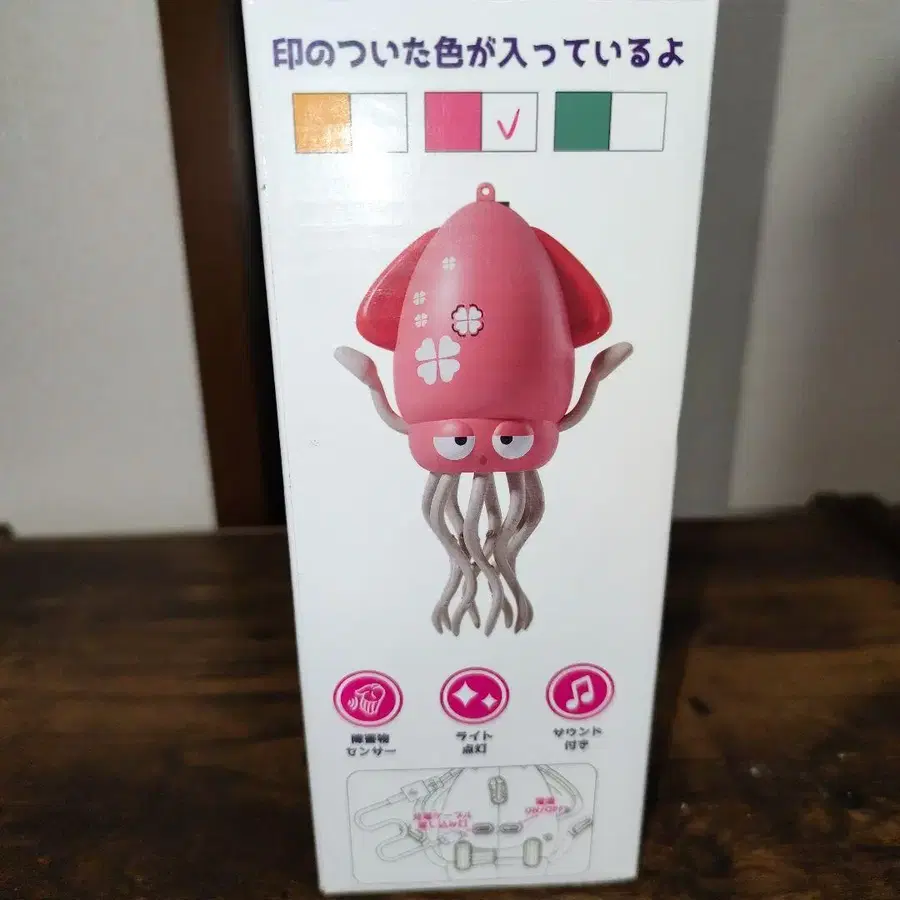 印のついた色が入っているよ
障害物
センサー
ライト
点灯
サウンド
付き